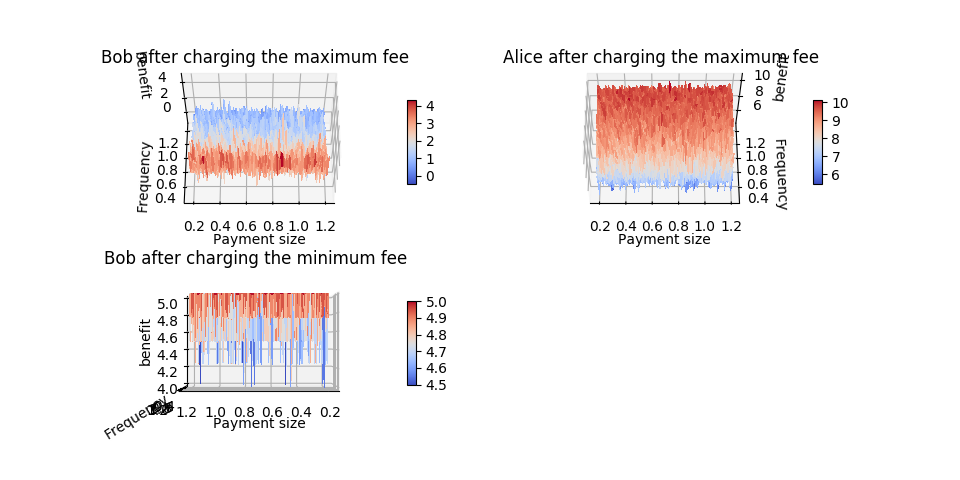 Bob after charging the maximum fee
benefit
4
2
0
Frequency
1.2
1.0
0.8
0.6
0.4
0.2 0.4 0.6 0.8 1.0 1.2
Payment size
4
3
2
1
0
Alice after charging the maximum fee
benefit
10
8
6
Frequency
1.2
1.0
0.8
0.6
0.4
0.2 0.4 0.6 0.8 1.0 1.2
Payment size
10
9
8
7
6
Bob after charging the minimum fee
benefit
5.0
4.8
4.6
4.4
4.2
4.0
Frequency
1.2 1.0 0.8 0.6 0.4 0.2
Payment size
5.0
4.9
4.8
4.7
4.6
4.5